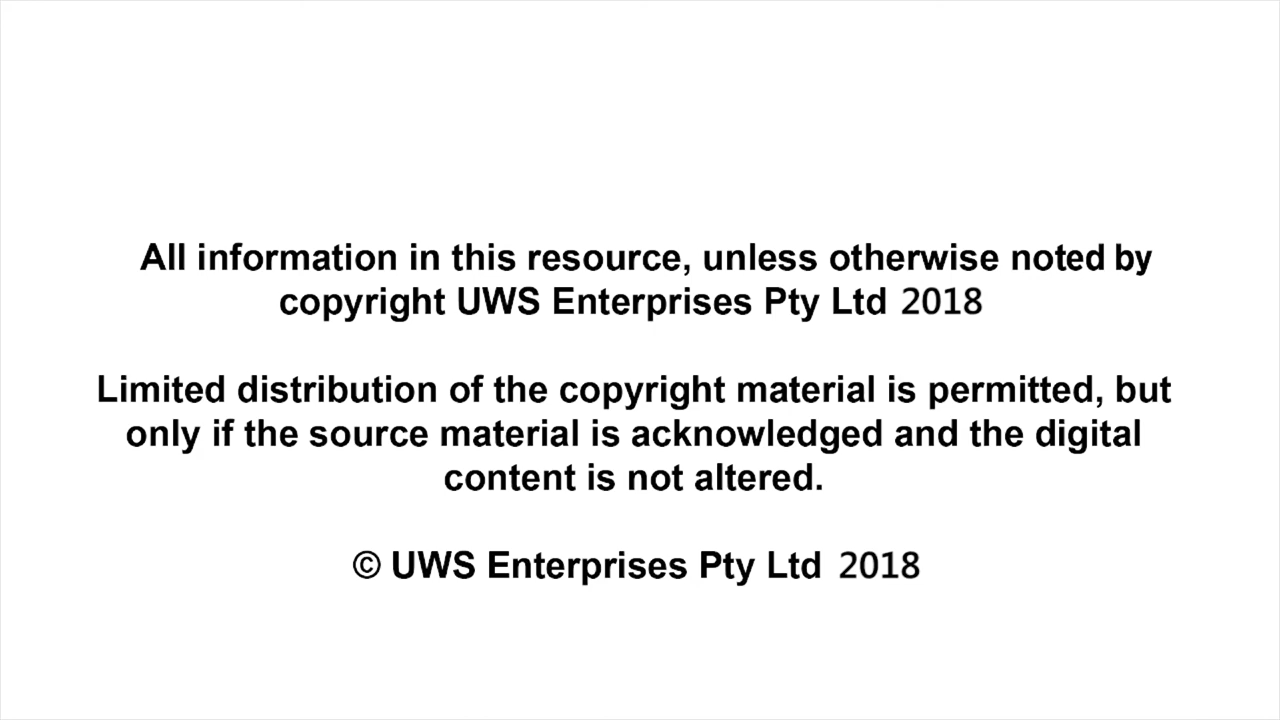 All information in this resource, unless otherwise noted by
copyright UWS Enterprises Pty Ltd 2018
Limited distribution of the copyright material is permitted, but
only if the source material is acknowledged and the digital
content is not altered.
© UWS Enterprises Pty Ltd 2018